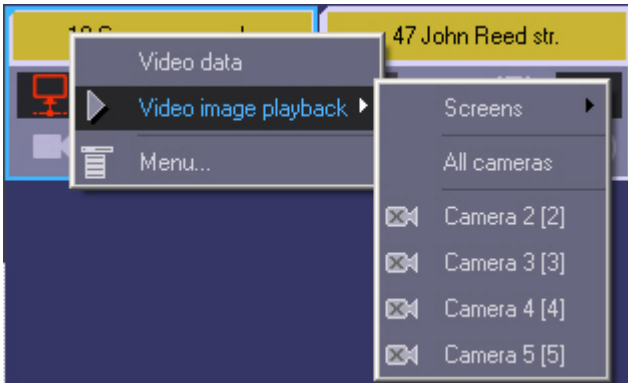 47 John Reed str.
Video data
Video image playback
Menu...
Screens
All cameras
Camera 2 [2]
Camera 3 [3]
Camera 4 [4]
Camera 5 [5]